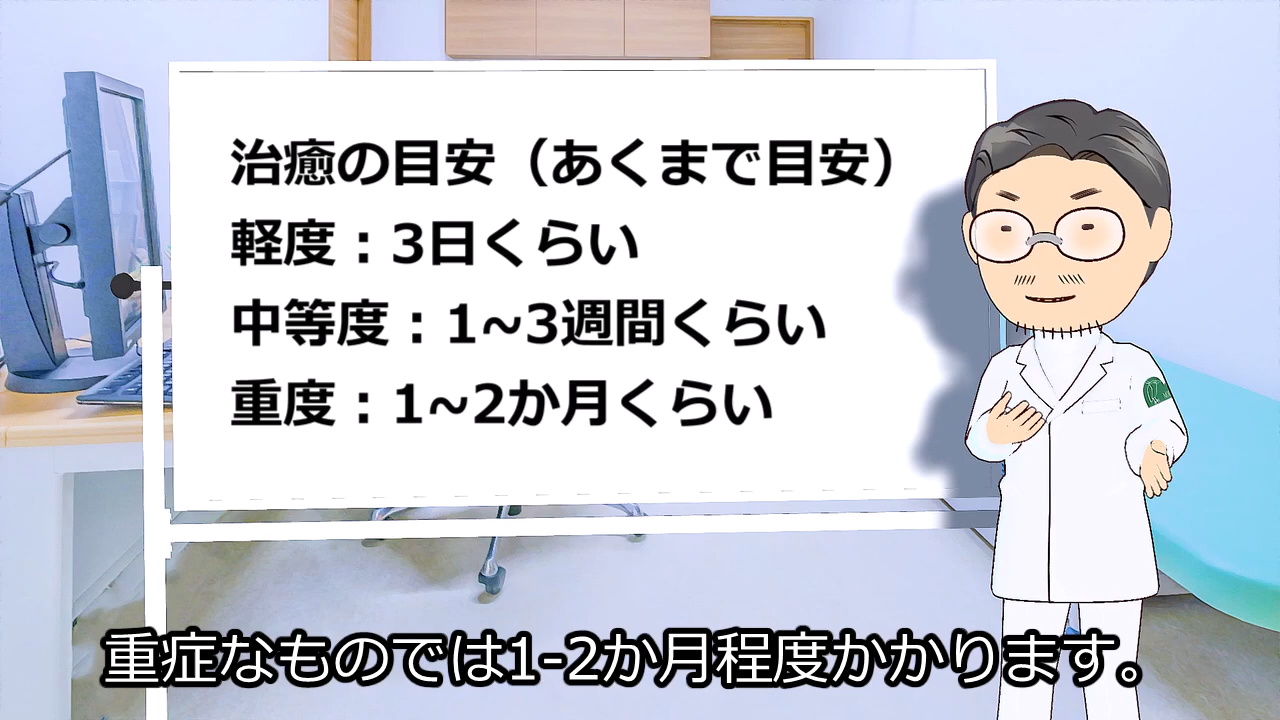 治癒の目安（あくまで目安）
軽度：3日くらい
中等度：1~3週間くらい
重度：1~2か月くらい
重症なものでは1-2か月程度かかります。